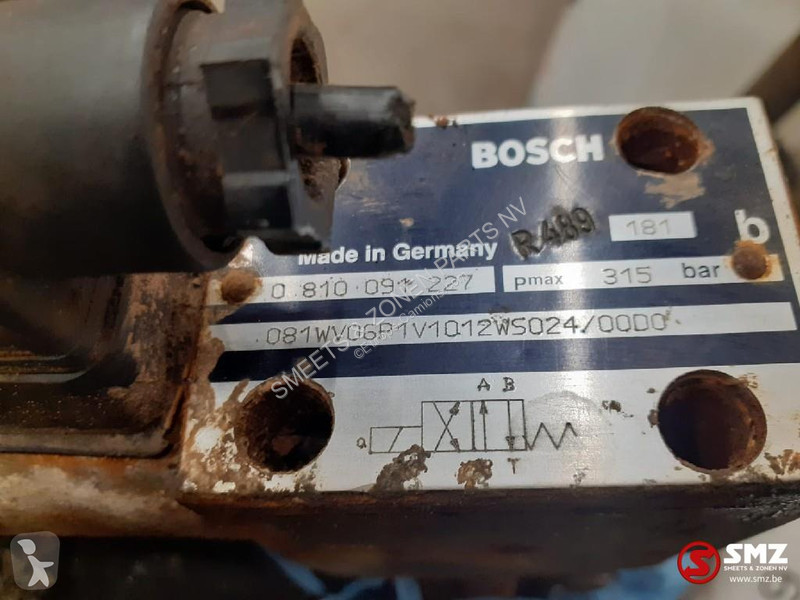 BOSCH
R489
181
b
Made in Germany
0 810 091 227
pmax 315 bar
081WV06P1V1012WS024/00D0
A B
a
T
SMEETS & ZONEN PARTS NV
SMZ
SMEETS & ZONEN NV
www.smz.be